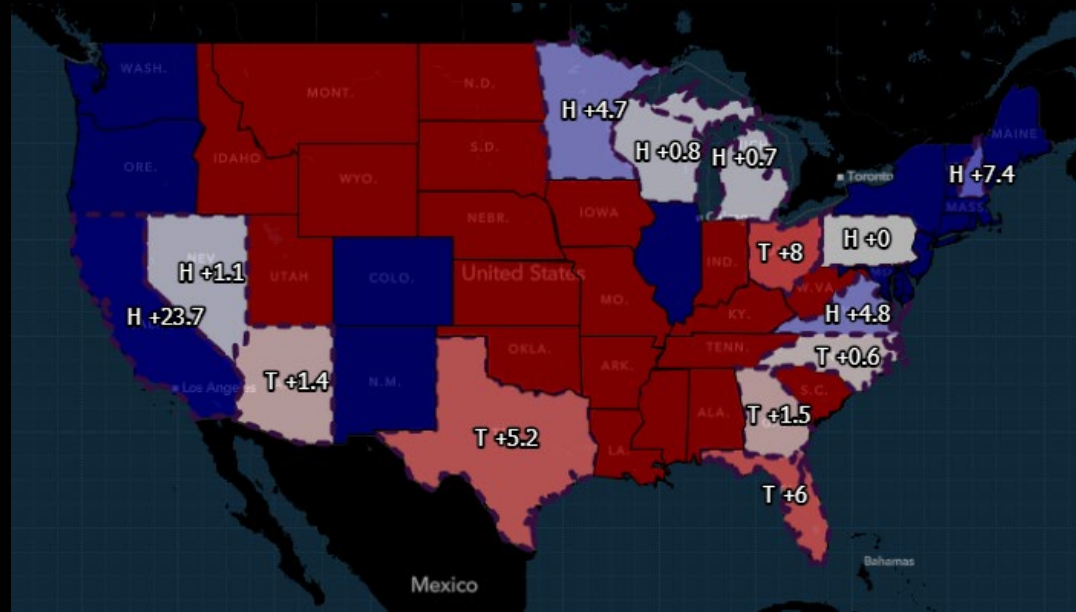 WASH.
MONT.
N.D.
MAINE
H +4.7
ORE.
IDAHO
S.D.
H +0.8
H +0.7
WYO.
Toronto
H +7.4
MASS.
NEBR.
IOWA
H +0
NEV.
H +1.1
UTAH
COLO.
United States
IND.
T +8
MD.
W.VA.
MO.
KY.
H +4.8
H +23.7
TENN.
T +0.6
OKLA.
ARK.
Los Angeles
T +1.4
N.M.
S.C.
ALA.
T +1.5
T +5.2
LA.
T +6
Bahamas
Mexico